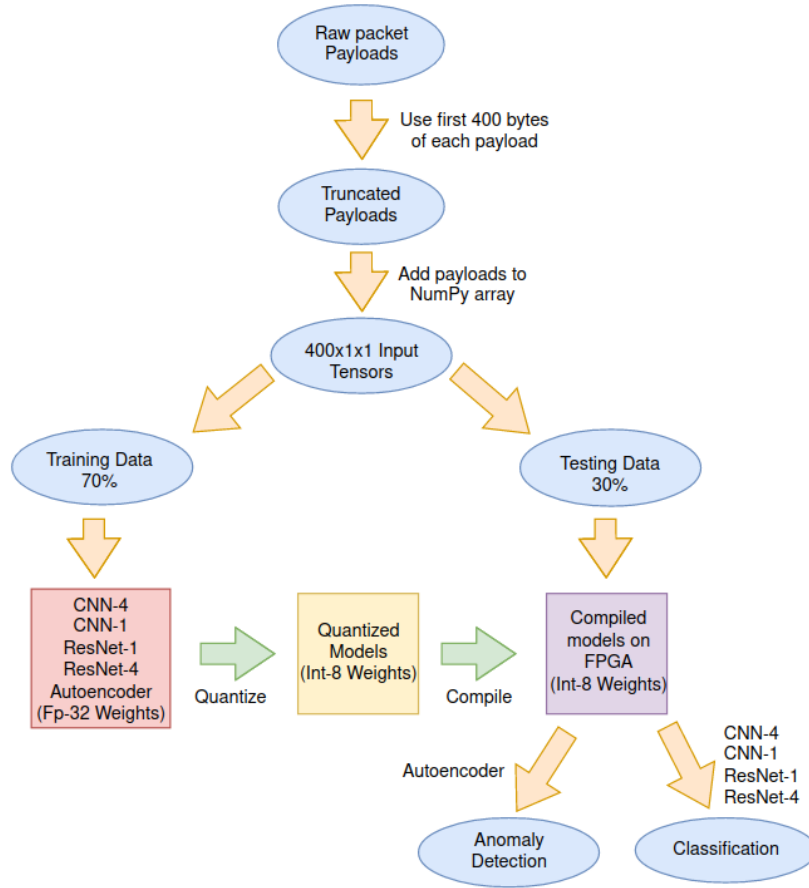 Raw packet
Payloads
Use first 400 bytes
of each payload
Truncated
Payloads
Add payloads to
NumPy array
400x1x1 Input
Tensors
Training Data
70%
Testing Data
30%
CNN-4
CNN-1
ResNet-1
ResNet-4
Autoencoder
(Fp-32 Weights)
Quantize
Quantized
Models
(Int-8 Weights)
Compile
Compiled
models on
FPGA
(Int-8 Weights)
Autoencoder
CNN-4
CNN-1
ResNet-1
ResNet-4
Anomaly
Detection
Classification